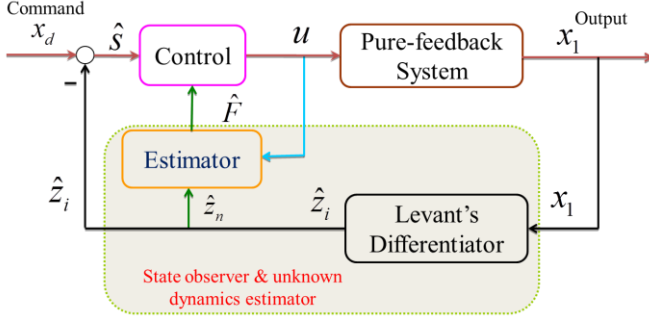 Command
x_d
ŝ
Control
u
Pure-feedback
System
x_1
Output
−
F̂
Estimator
ẑ_i
ẑ_n
ẑ_i
Levant's
Differentiator
x_1
State observer & unknown
dynamics estimator